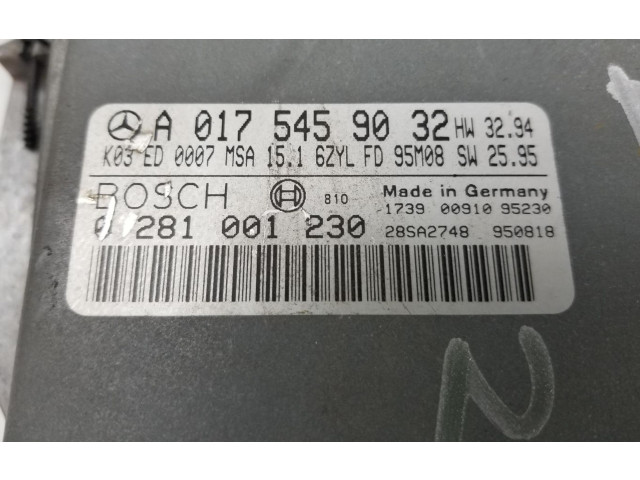 A 017 545 90 32 HW 32.94
K03 ED 0007 MSA 15.1 6ZYL FD 95M08 SW 25.95
BOSCH 810 Made in Germany
1739 00910 95230
0 281 001 230 28SA2748 950818
2